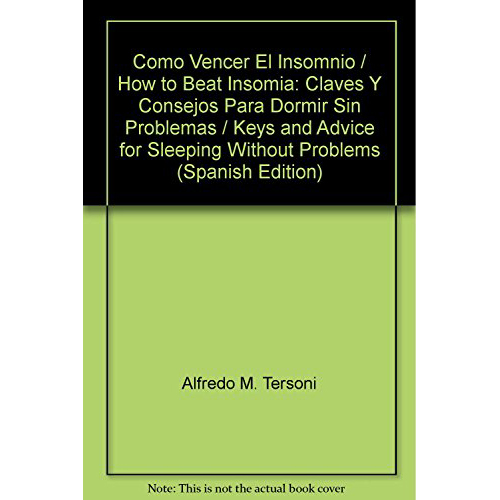 Como Vencer El Insomnio /
How to Beat Insomia: Claves Y
Consejos Para Dormir Sin
Problemas / Keys and Advice
for Sleeping Without Problems
(Spanish Edition)
Alfredo M. Tersoni
Note: This is not the actual book cover